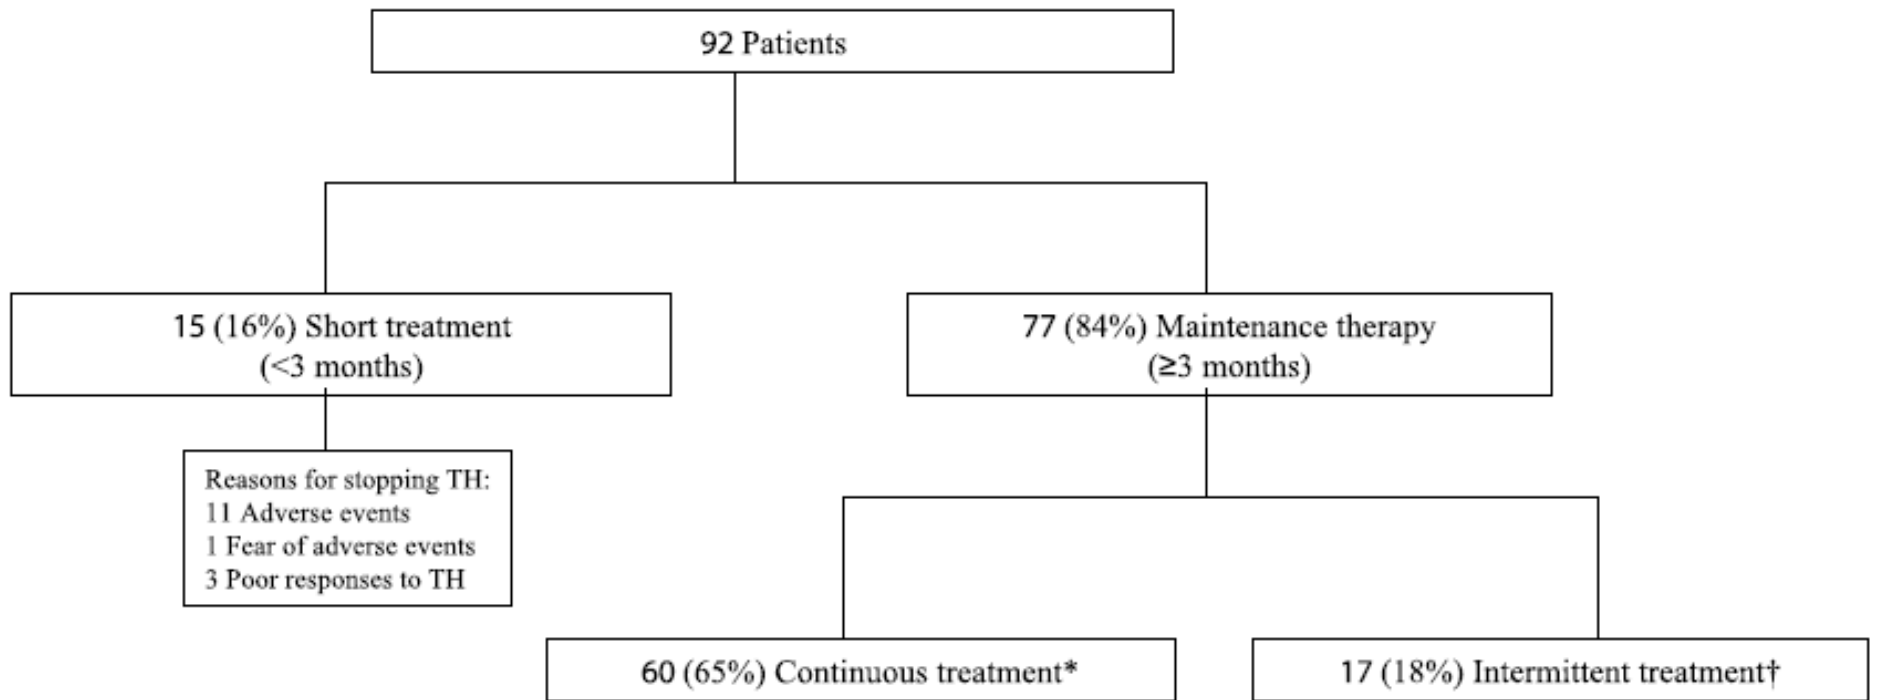 92 Patients
15 (16%) Short treatment
(<3 months)
77 (84%) Maintenance therapy
(≥3 months)
Reasons for stopping TH:
11 Adverse events
1 Fear of adverse events
3 Poor responses to TH
60 (65%) Continuous treatment*
17 (18%) Intermittent treatment†